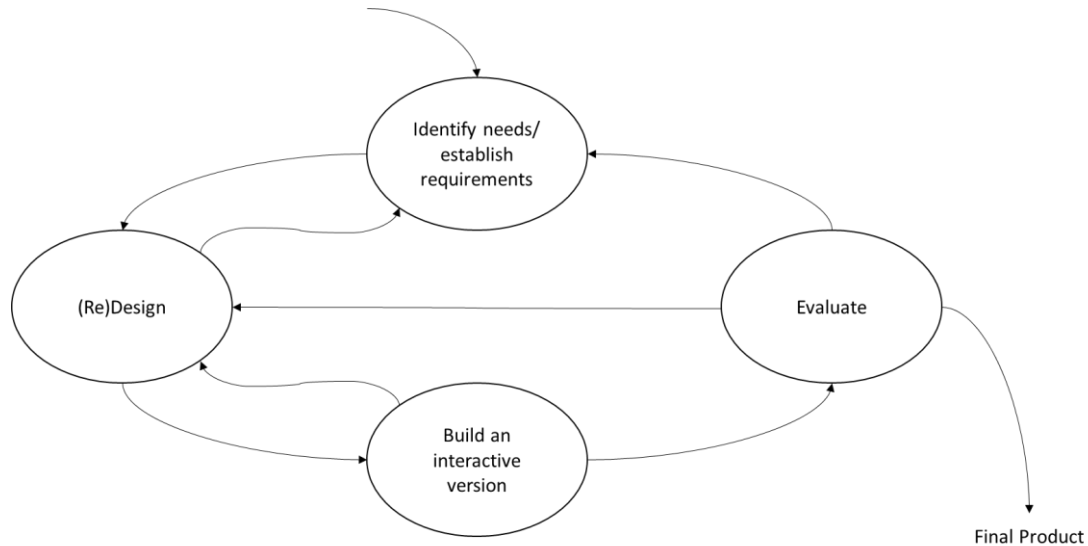 Identify needs/
establish
requirements
(Re)Design
Evaluate
Build an
interactive
version
Final Product